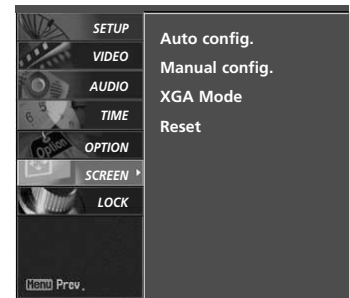 SETUP
VIDEO
AUDIO
TIME
OPTION
SCREEN
LOCK
Menu Prev.
Auto config.
Manual config.
XGA Mode
Reset